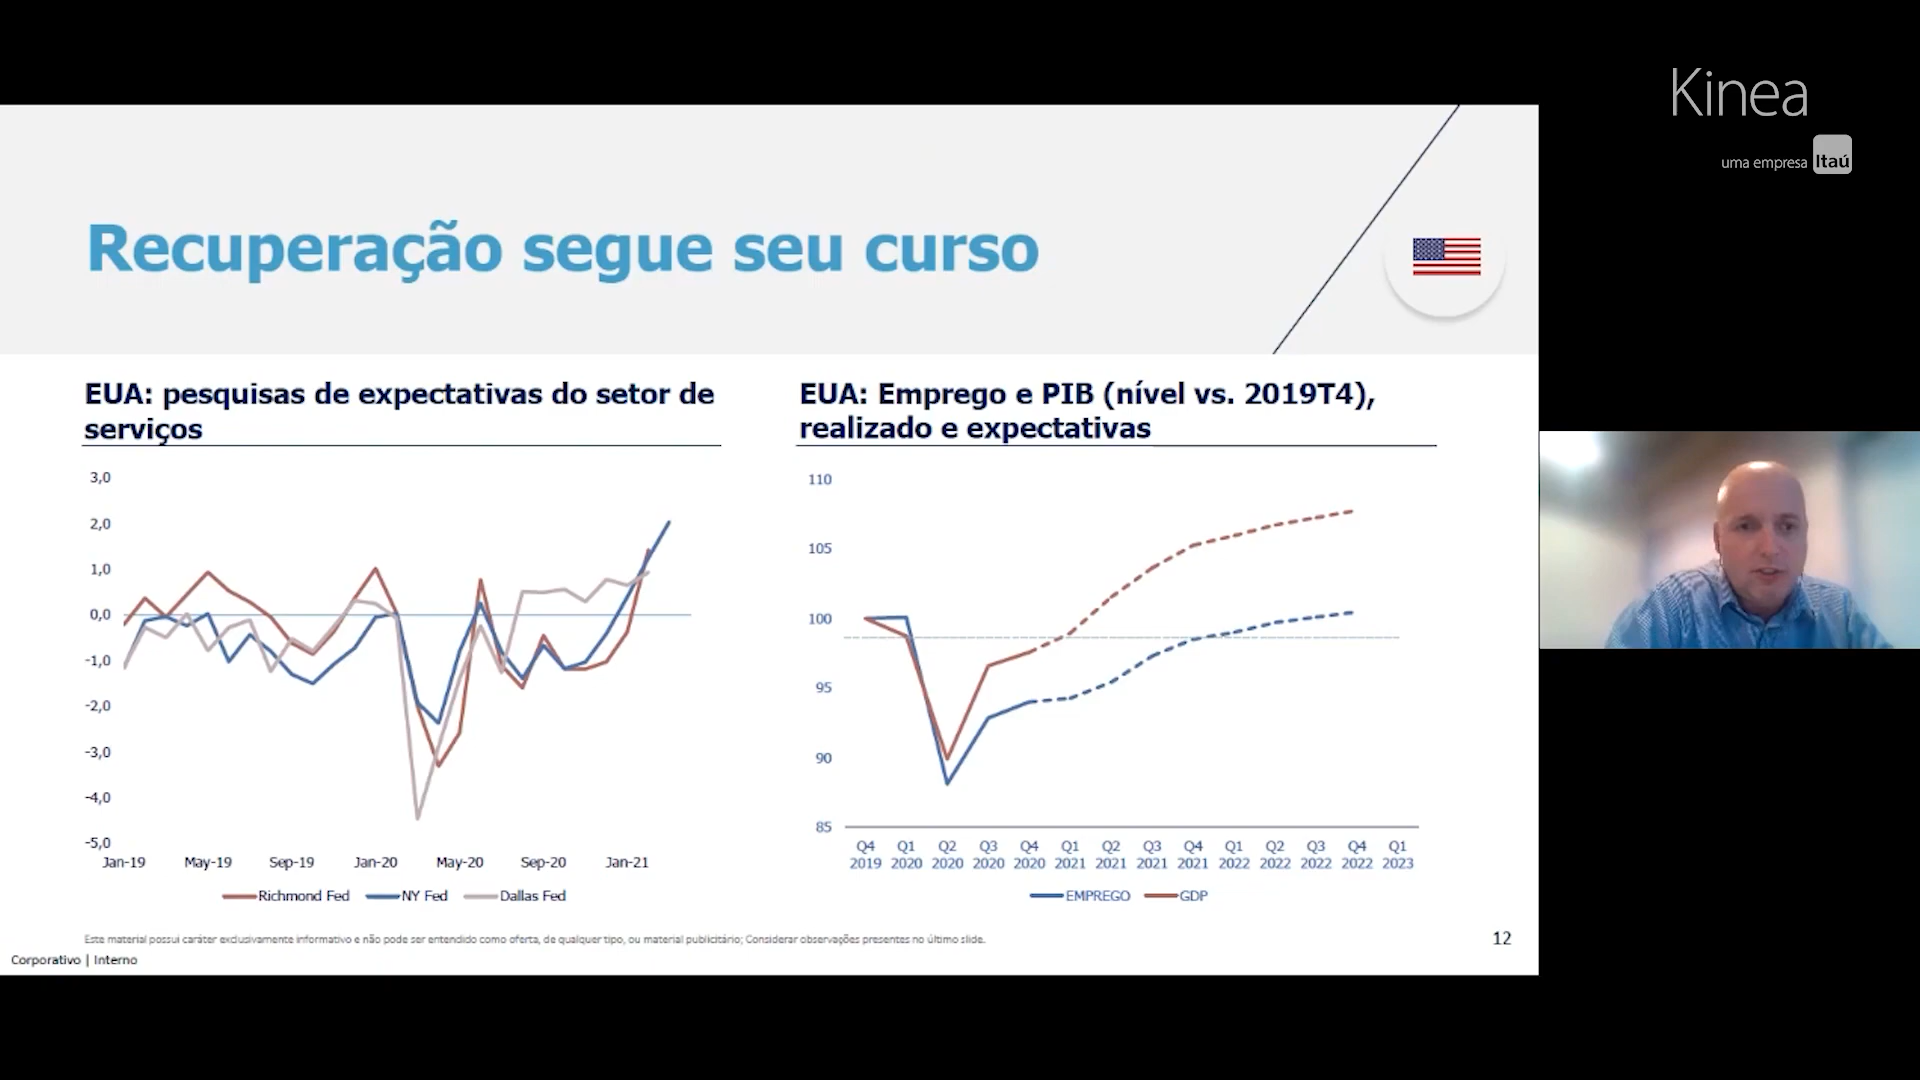 Kinea
uma empresa Itaú
Recuperação segue seu curso
EUA: pesquisas de expectativas do setor de
serviços
3,0
2,0
1,0
0,0
-1,0
-2,0
-3,0
-4,0
-5,0
Jan-19 May-19 Sep-19 Jan-20 May-20 Sep-20 Jan-21
Richmond Fed NY Fed Dallas Fed
EUA: Emprego e PIB (nível vs. 2019T4),
realizado e expectativas
110
105
100
95
90
85
Q4 Q1 Q2 Q3 Q4 Q1 Q2 Q3 Q4 Q1 Q2 Q3 Q4 Q1
2019 2020 2020 2020 2020 2021 2021 2021 2021 2022 2022 2022 2022 2023
EMPREGO GDP
Este material possui caráter exclusivamente informativo e não pode ser entendido como oferta, de qualquer tipo, ou material publicitário; Considerar observações presentes no último slide.
12
Corporativo | Interno